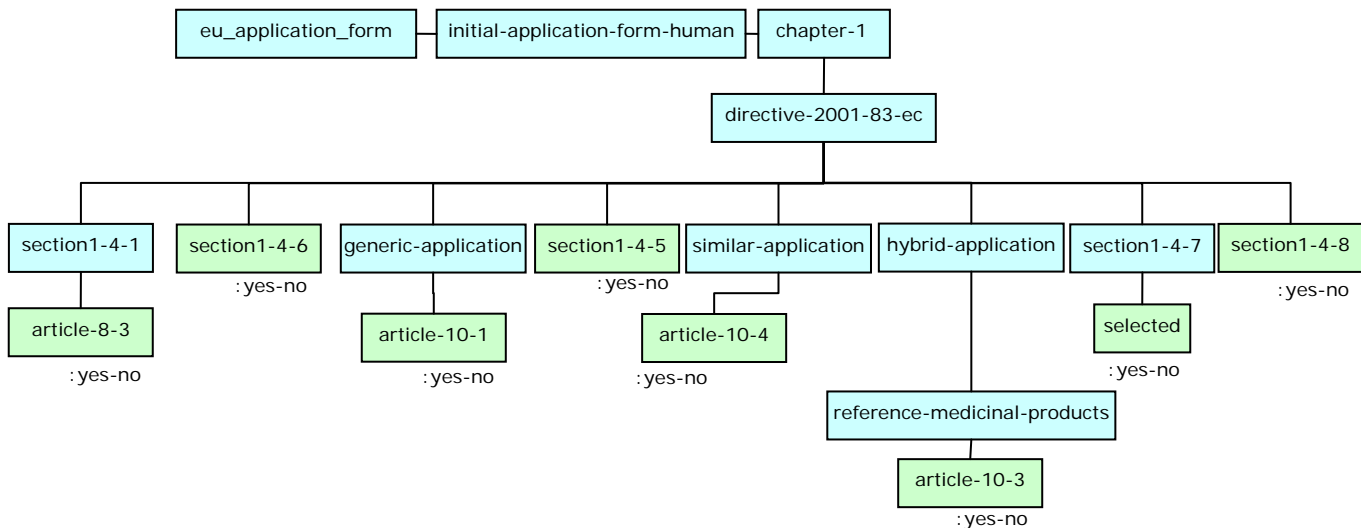 eu_application_form
initial-application-form-human
chapter-1
directive-2001-83-ec
section1-4-1
section1-4-6
generic-application
section1-4-5
similar-application
hybrid-application
section1-4-7
section1-4-8
:yes-no
:yes-no
:yes-no
article-8-3
article-10-1
article-10-4
selected
:yes-no
:yes-no
:yes-no
:yes-no
reference-medicinal-products
article-10-3
:yes-no